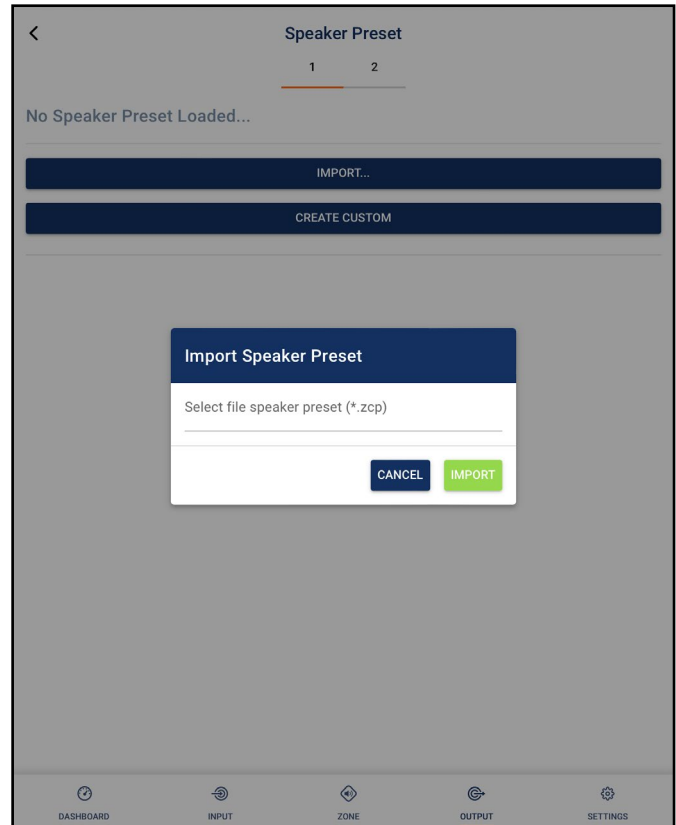 Speaker Preset
1 2
No Speaker Preset Loaded...
IMPORT...
CREATE CUSTOM
Import Speaker Preset
Select file speaker preset (*.zcp)
CANCEL IMPORT
DASHBOARD INPUT ZONE OUTPUT SETTINGS